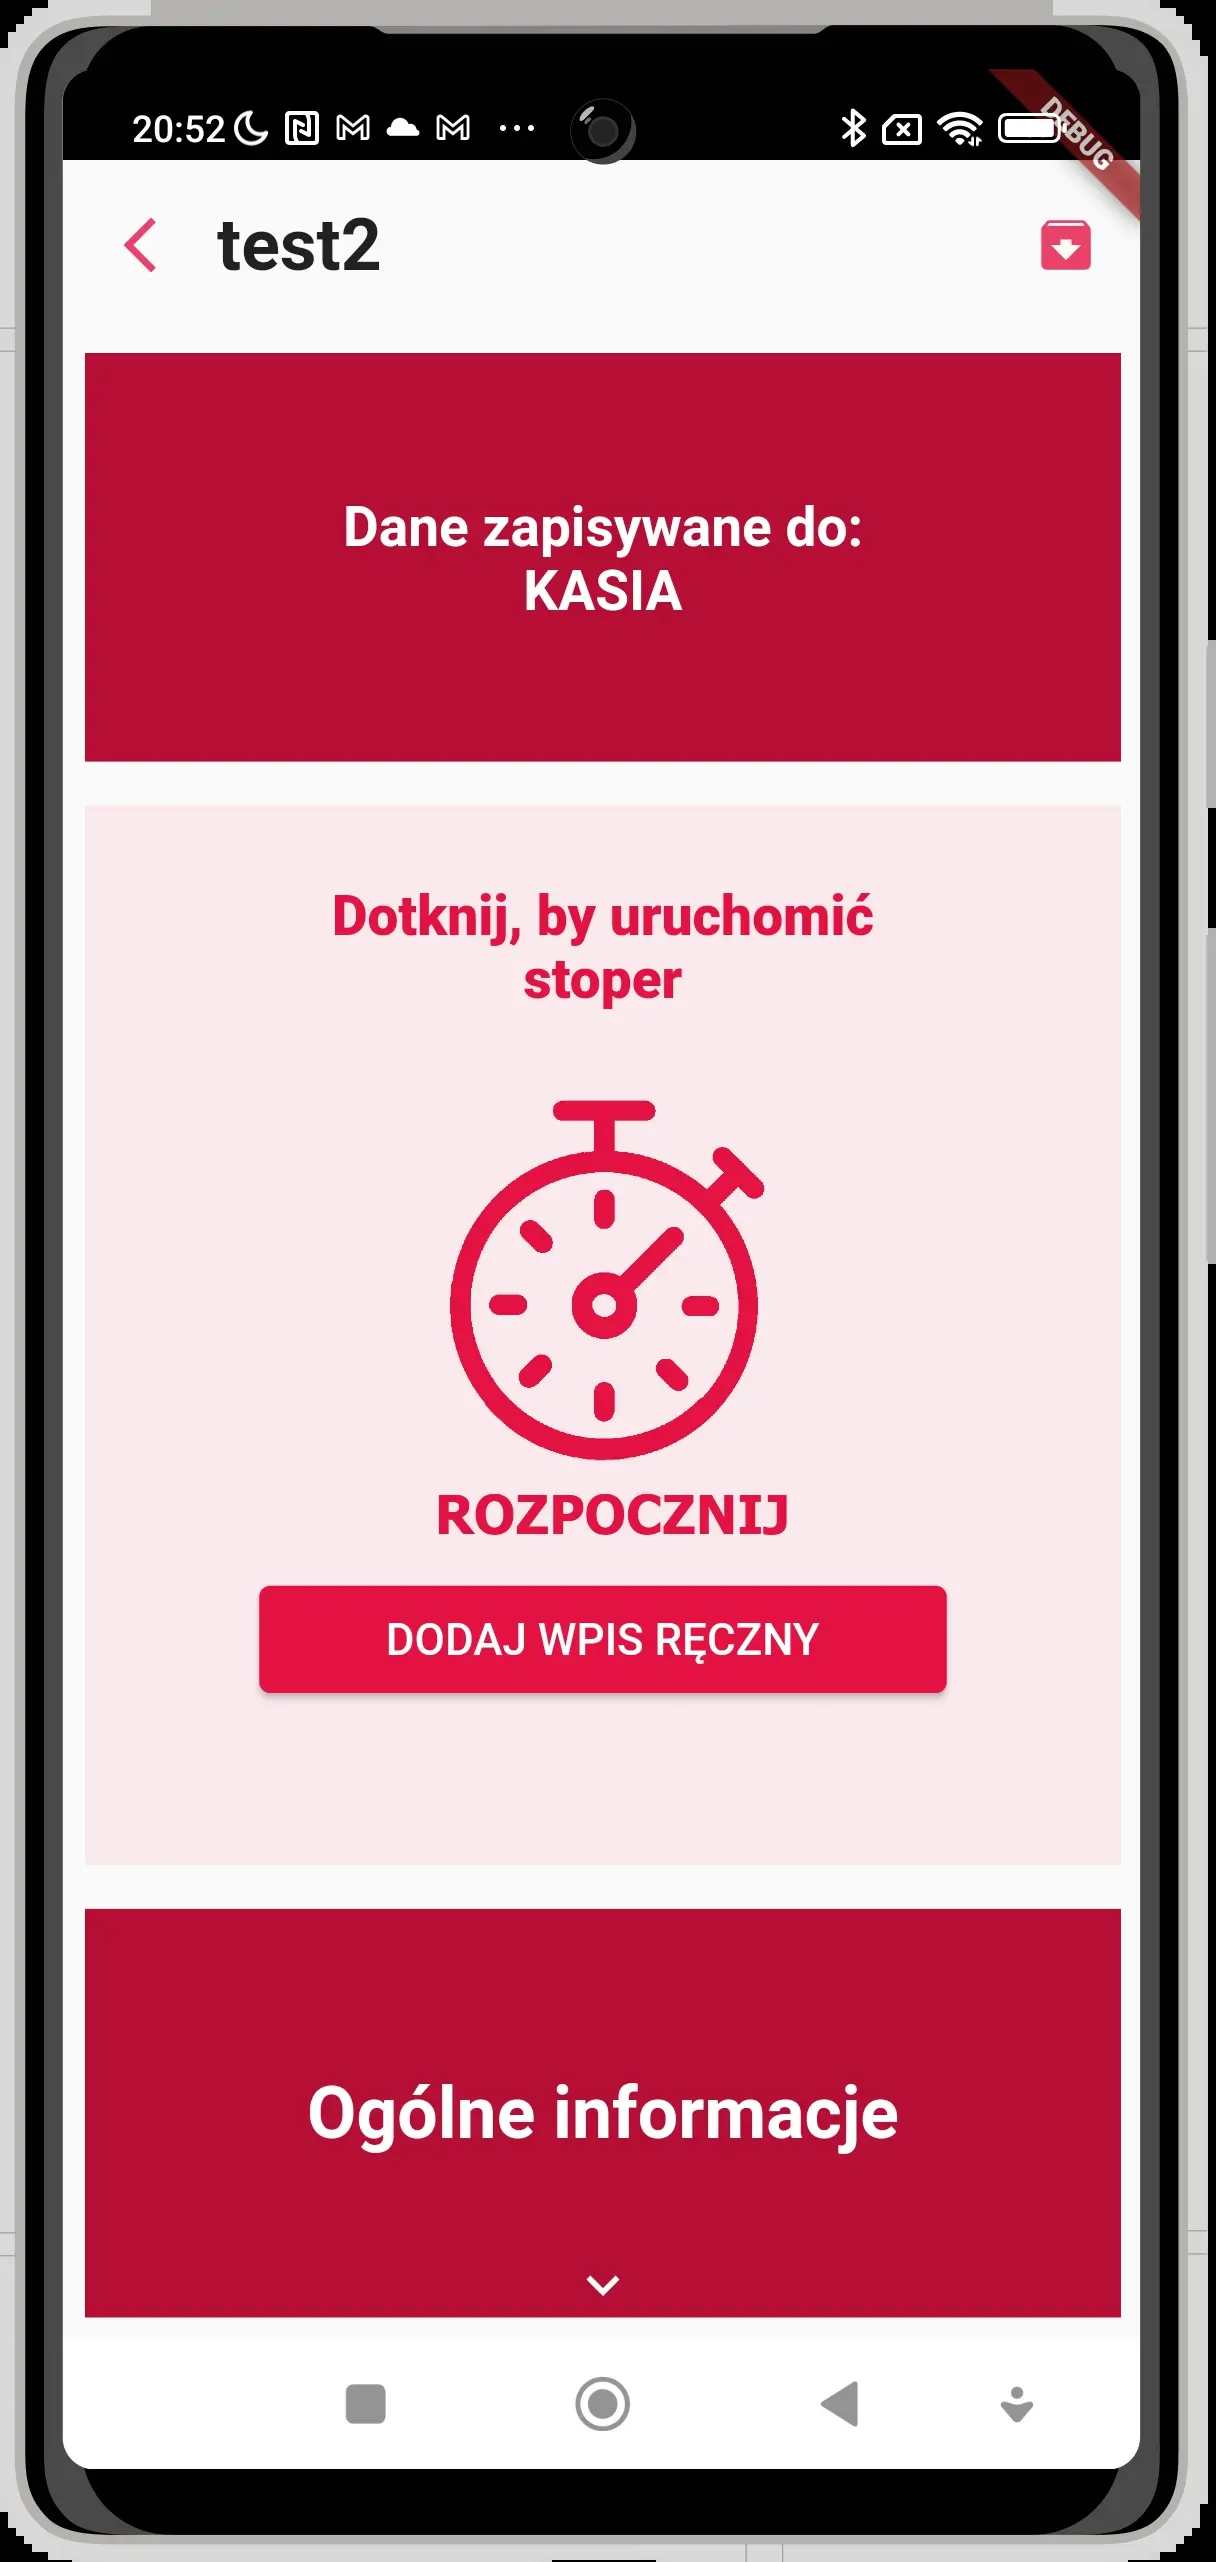 20:52
DEBUG
test2
Dane zapisywane do:
KASIA
Dotknij, by uruchomić
stoper
ROZPOCZNIJ
DODAJ WPIS RĘCZNY
Ogólne informacje